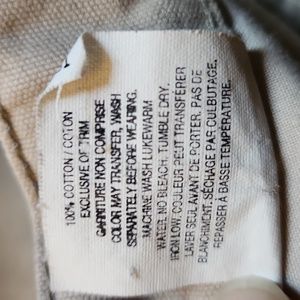 100% COTTON / COTON
EXCLUSIVE OF TRIM
GARNITURE NON COMPRISE
COLOR MAY TRANSFER, WASH
SEPARATELY BEFORE WEARING.
MACHINE WASH LUKEWARM
WATER, NO BLEACH, TUMBLE DRY,
IRON LOW. COULEUR PEUT TRANSFERER
LAVER SEUL AVANT DE PORTER, PAS DE
BLANCHIMENT. SÉCHAGE PAR CULBUTAGE.
REPASSER À BASSE TEMPÉRATURE.